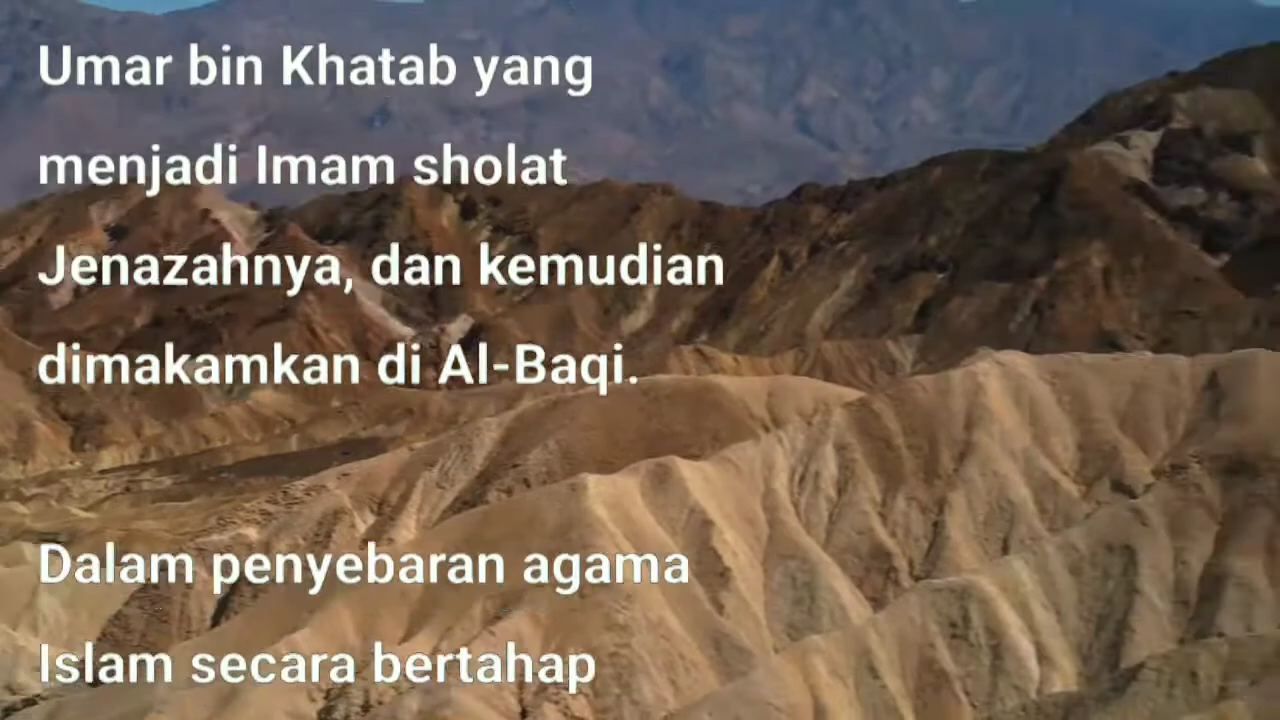 Umar bin Khatab yang
menjadi Imam sholat
Jenazahnya, dan kemudian
dimakamkan di Al-Baqi.
Dalam penyebaran agama
Islam secara bertahap